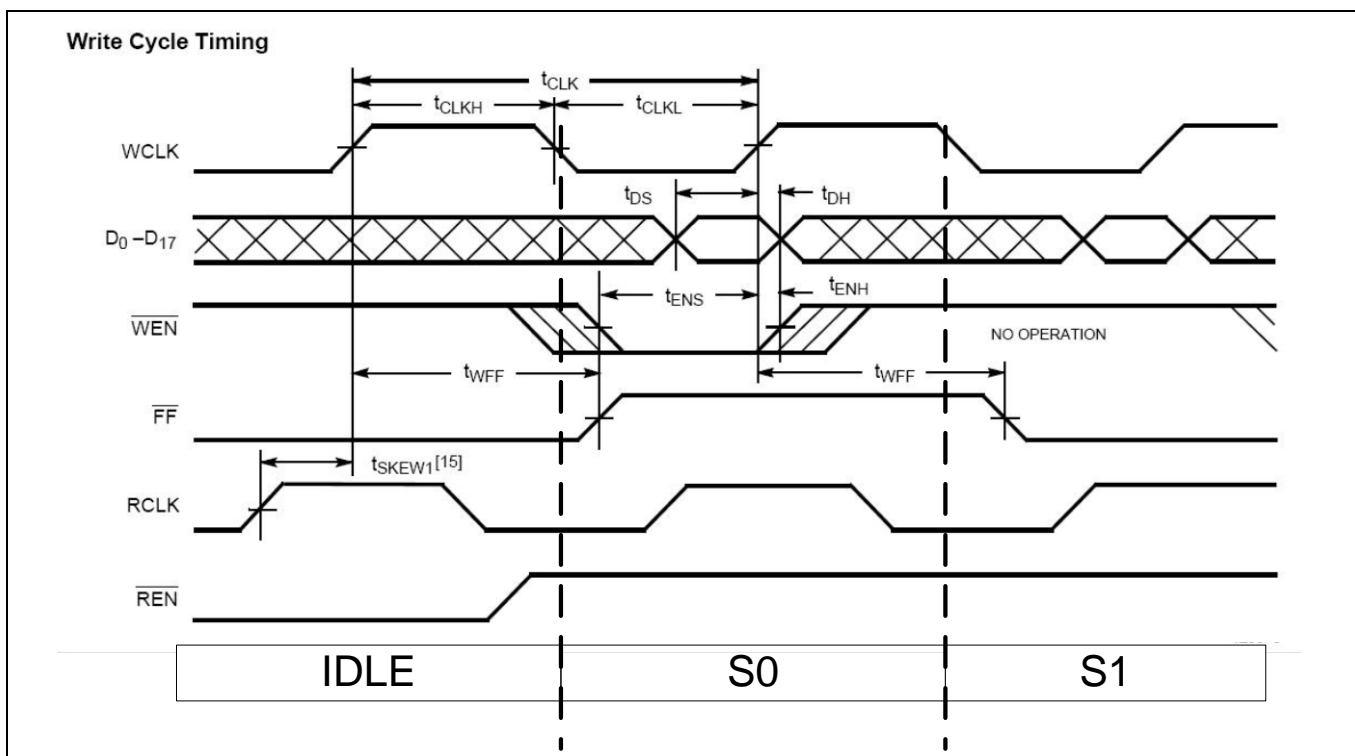 Write Cycle Timing
tCLK
tCLKH
tCLKL
WCLK
tDS
tDH
D0 –D17
tENS
tENH
WEN
NO OPERATION
tWFF
tWFF
FF
tSKEW1[15]
RCLK
REN
IDLE
S0
S1